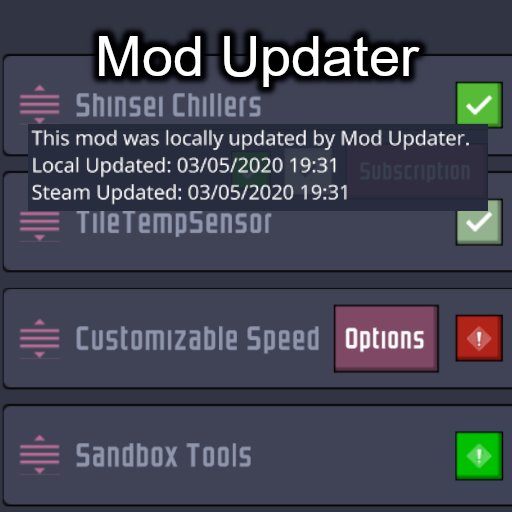 Mod Updater
Shinsei Chillers
This mod was locally updated by Mod Updater.
Local Updated: 03/05/2020 19:31
Subscription
Steam Updated: 03/05/2020 19:31
TileTempSensor
Customizable Speed
Options
Sandbox Tools